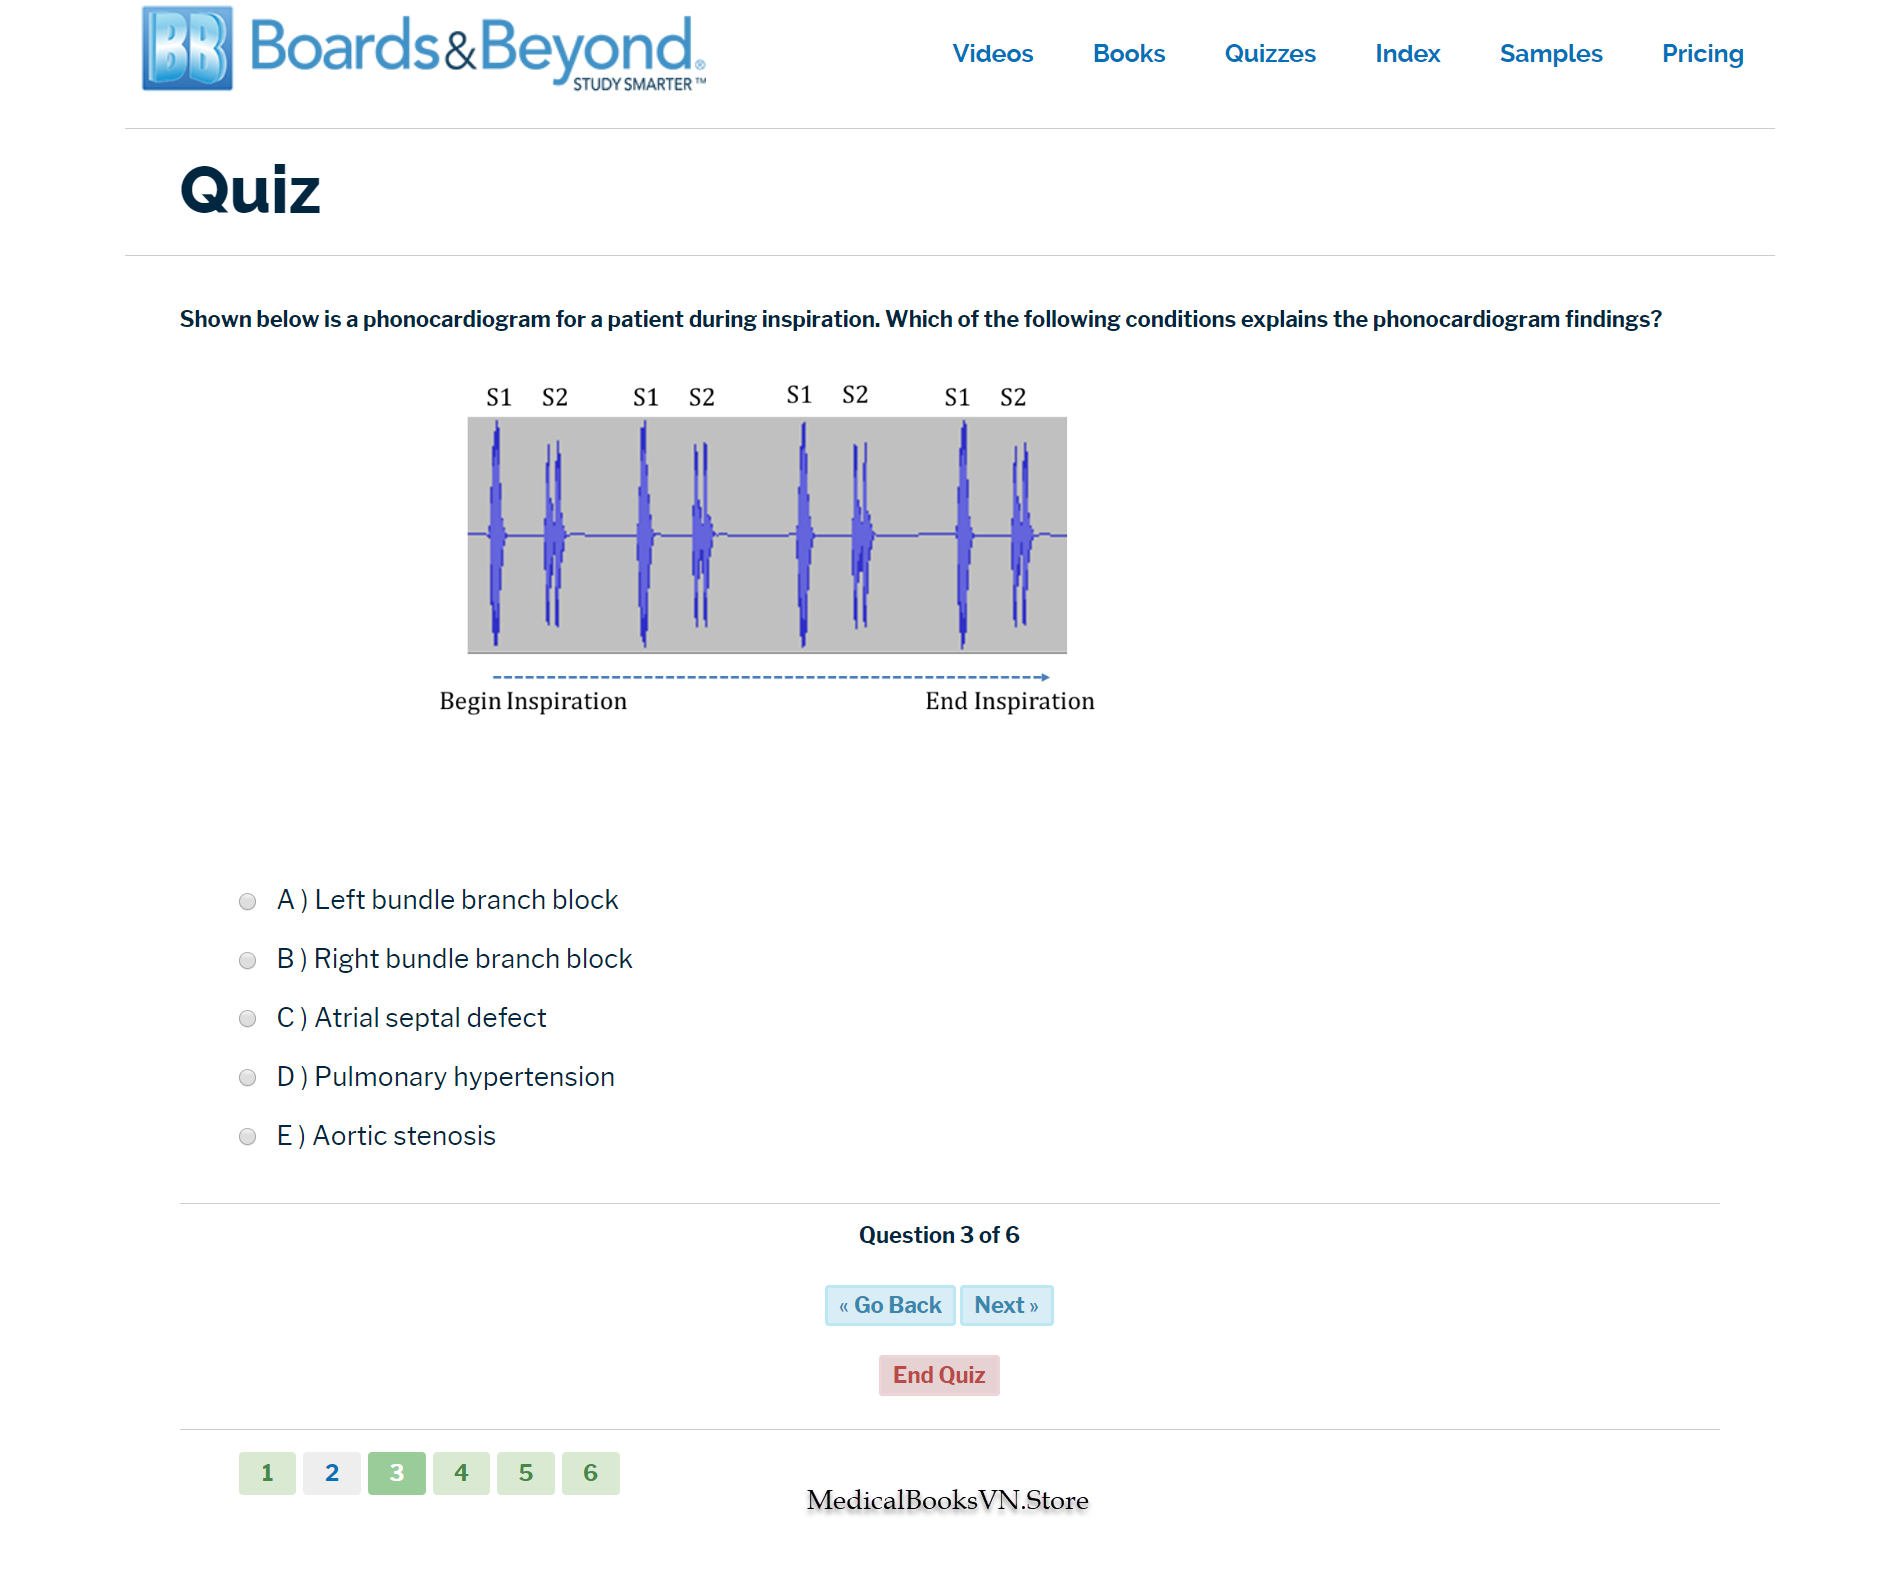 BB Boards&Beyond®
STUDY SMARTER™
Videos Books Quizzes Index Samples Pricing
Quiz
Shown below is a phonocardiogram for a patient during inspiration. Which of the following conditions explains the phonocardiogram findings?
S1 S2 S1 S2 S1 S2 S1 S2
Begin Inspiration End Inspiration
A ) Left bundle branch block
B ) Right bundle branch block
C ) Atrial septal defect
D ) Pulmonary hypertension
E ) Aortic stenosis
Question 3 of 6
« Go Back Next »
End Quiz
1 2 3 4 5 6
MedicalBooksVN.Store